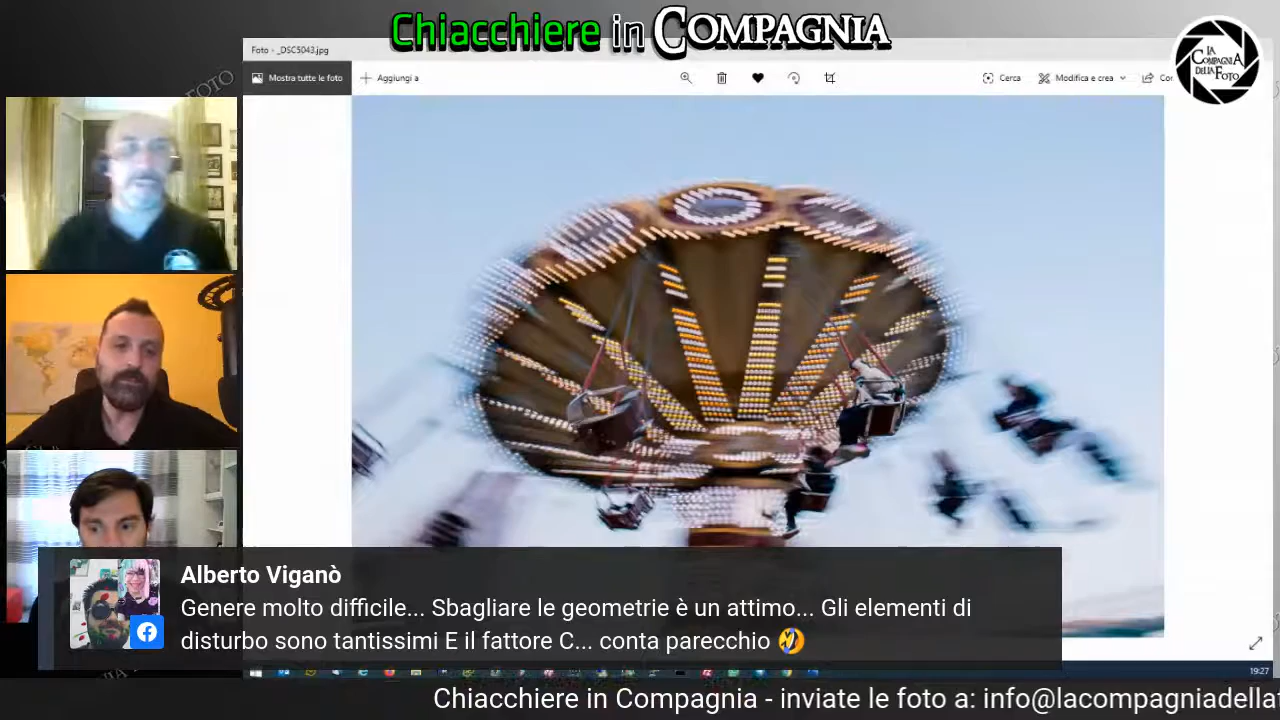 Chiacchiere in COMPAGNIA
Foto - _DSC5043.jpg
Mostra tutte le foto
Aggiungi a
Cerca
Modifica e crea
LA
COMPAGNIA
DELLA
FOTO
FOTO
Alberto Viganò
Genere molto difficile... Sbagliare le geometrie è un attimo... Gli elementi di
disturbo sono tantissimi E il fattore C... conta parecchio 🤣
19:27
Chiacchiere in Compagnia - inviate le foto a: info@lacompagniadella